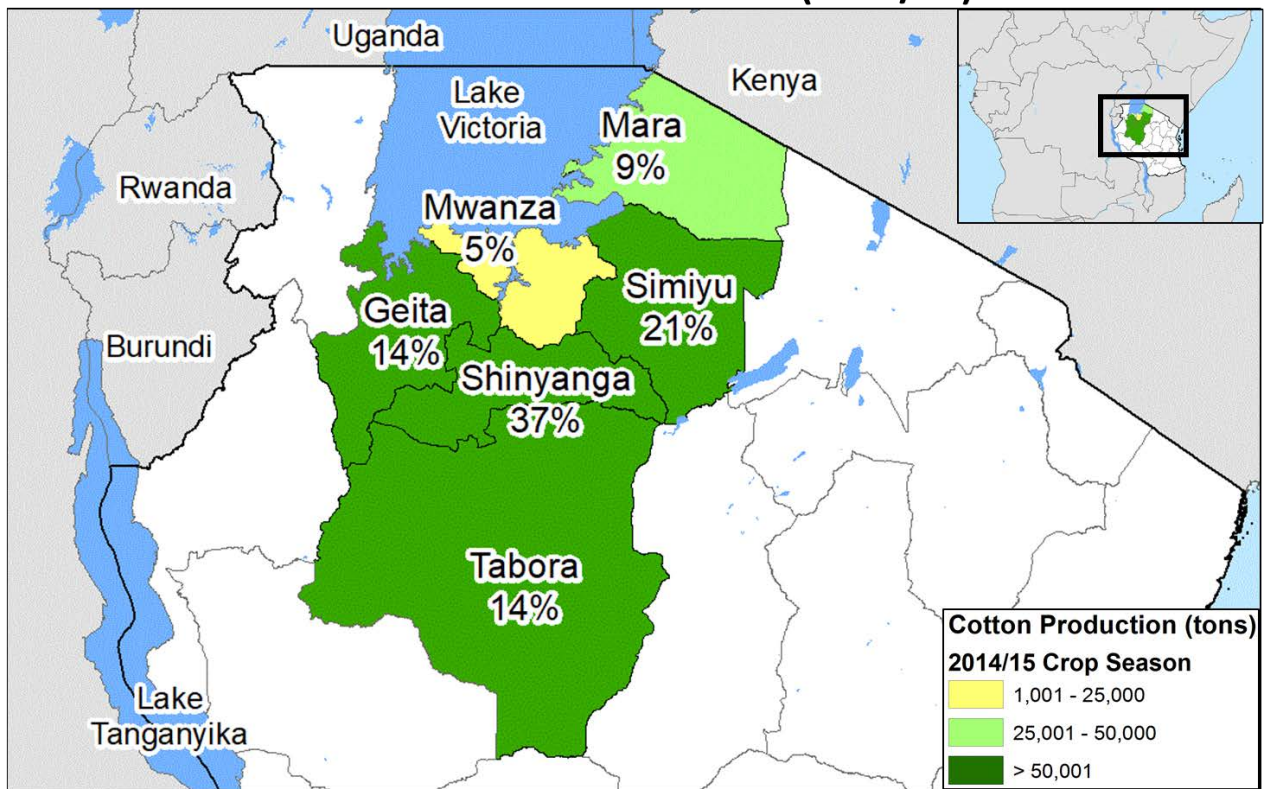 Uganda
Kenya
Lake
Victoria
Mara
9%
Rwanda
Mwanza
5%
Simiyu
21%
Geita
14%
Burundi
Shinyanga
37%
Tabora
14%
Lake
Tanganyika
Cotton Production (tons)
2014/15 Crop Season
1,001 - 25,000
25,001 - 50,000
> 50,001